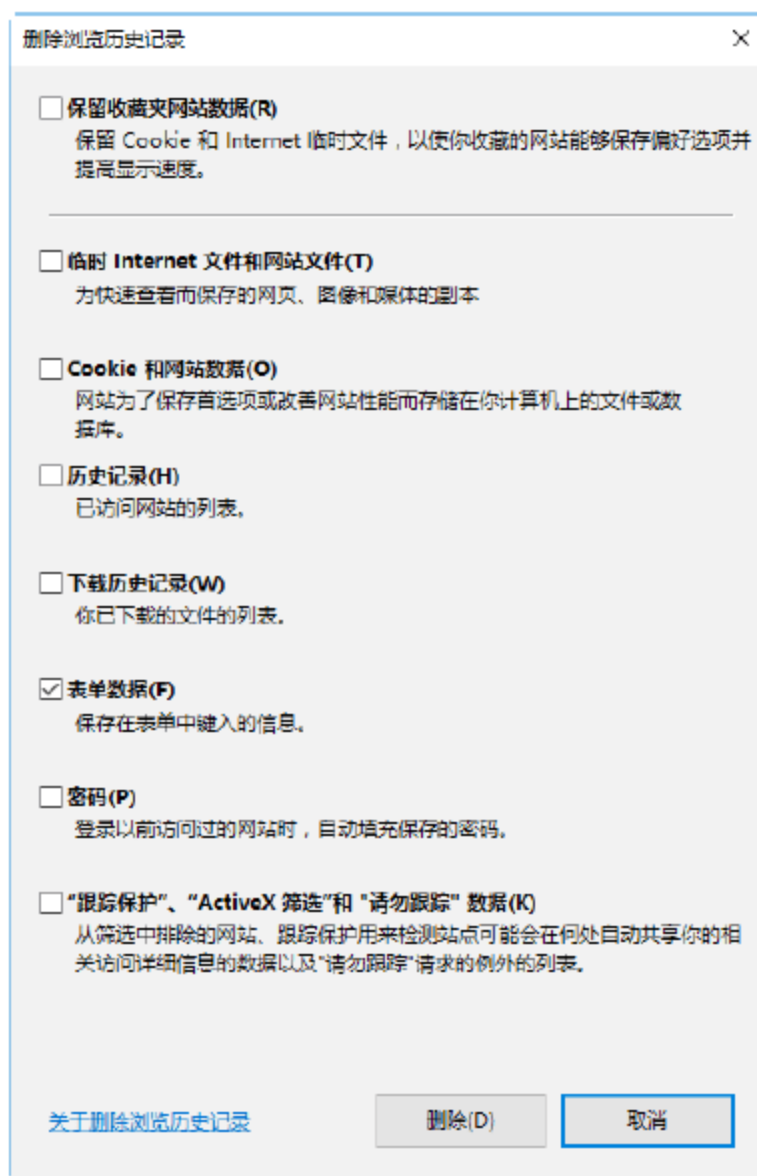 删除浏览历史记录
保留收藏夹网站数据(R)
保留 Cookie 和 Internet 临时文件，以使你收藏的网站能够保存偏好选项并
提高显示速度。
临时 Internet 文件和网站文件(T)
为快速查看而保存的网页、图像和媒体的副本
Cookie 和网站数据(O)
网站为了保存首选项或改善网站性能而存储在你计算机上的文件或数
据库。
历史记录(H)
已访问网站的列表。
下载历史记录(W)
你已下载的文件的列表。
表单数据(F)
保存在表单中键入的信息。
密码(P)
登录以前访问过的网站时，自动填充保存的密码。
“跟踪保护”、“ActiveX 筛选”和 "请勿跟踪" 数据(K)
从筛选中排除的网站、跟踪保护用来检测站点可能会在何处自动共享你的相
关访问详细信息的数据以及"请勿跟踪"请求的例外的列表。
关于删除浏览历史记录
删除(D)
取消